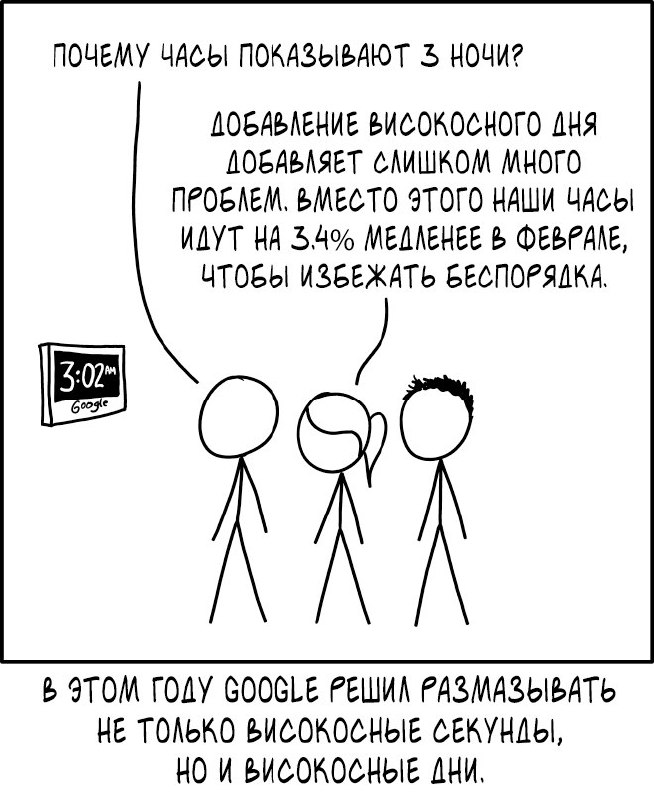 ПОЧЕМУ ЧАСЫ ПОКАЗЫВАЮТ 3 НОЧИ?
ДОБАВЛЕНИЕ ВИСОКОСНОГО ДНЯ
ДОБАВЛЯЕТ СЛИШКОМ МНОГО
ПРОБЛЕМ. ВМЕСТО ЭТОГО НАШИ ЧАСЫ
ИДУТ НА 3.4% МЕДЛЕНЕЕ В ФЕВРАЛЕ,
ЧТОБЫ ИЗБЕЖАТЬ БЕСПОРЯДКА.
3:02 AM
Google
В ЭТОМ ГОДУ GOOGLE РЕШИЛ РАЗМАЗЫВАТЬ
НЕ ТОЛЬКО ВИСОКОСНЫЕ СЕКУНДЫ,
НО И ВИСОКОСНЫЕ ДНИ.